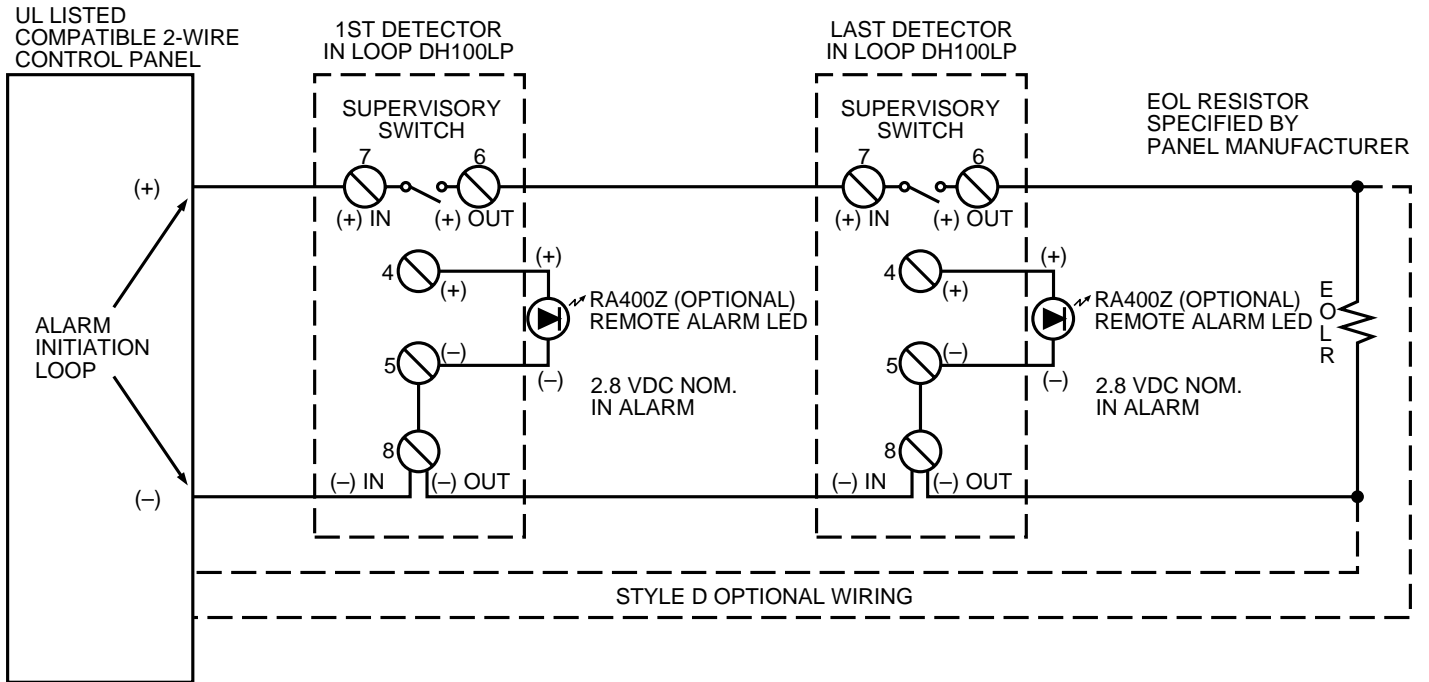 UL LISTED
COMPATIBLE 2-WIRE
CONTROL PANEL
1ST DETECTOR
IN LOOP DH100LP
LAST DETECTOR
IN LOOP DH100LP
EOL RESISTOR
SPECIFIED BY
PANEL MANUFACTURER
SUPERVISORY
SWITCH
7
6
(+) IN
(+) OUT
4
(+)
(+)
RA400Z (OPTIONAL)
REMOTE ALARM LED
5
(–)
(–)
2.8 VDC NOM.
IN ALARM
8
(–) IN
(–) OUT
SUPERVISORY
SWITCH
7
6
(+) IN
(+) OUT
4
(+)
(+)
RA400Z (OPTIONAL)
REMOTE ALARM LED
5
(–)
(–)
2.8 VDC NOM.
IN ALARM
8
(–) IN
(–) OUT
E
O
L
R
(+)
ALARM
INITIATION
LOOP
(–)
STYLE D OPTIONAL WIRING